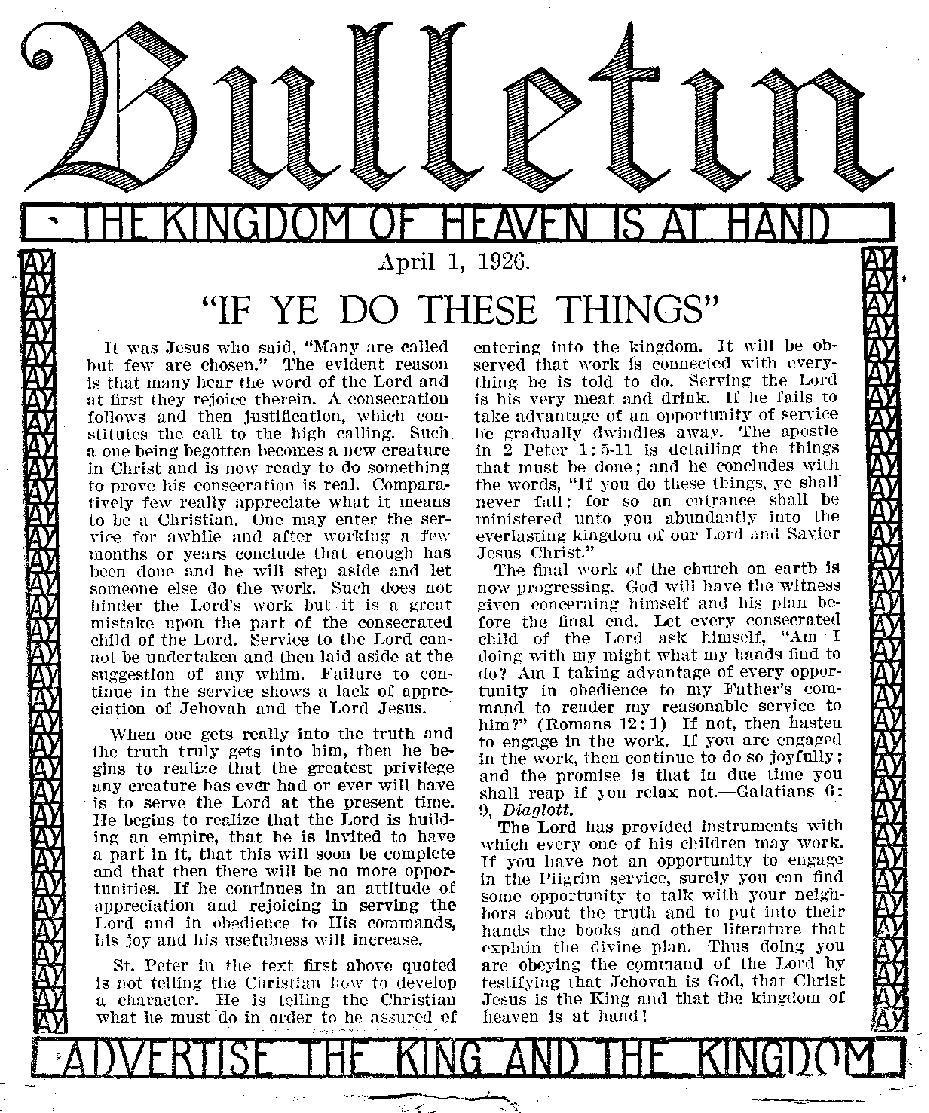 Bulletin
THE KINGDOM OF HEAVEN IS AT HAND
April 1, 1926.
"IF YE DO THESE THINGS"
It was Jesus who said, "Many are called
but few are chosen." The evident reason
is that many hear the word of the Lord and
at first they rejoice therein. A consecration
follows and then justification, which con-
stitutes the call to the high calling. Such
a one being begotten becomes a new creature
in Christ and is now ready to do something
to prove his consecration is real. Compara-
tively few really appreciate what it means
to be a Christian. One may enter the ser-
vice for awhile and after working a few
months or years conclude that enough has
been done and he will step aside and let
someone else do the work. Such does not
hinder the Lord's work but it is a great
mistake upon the part of the consecrated
child of the Lord. Service to the Lord can-
not be undertaken and then laid aside at the
suggestion of any whim. Failure to con-
tinue in the service shows a lack of appre-
ciation of Jehovah and the Lord Jesus.
When one gets really into the truth and
the truth truly gets into him, then he be-
gins to realize that the greatest privilege
any creature has ever had or ever will have
is to serve the Lord at the present time.
He begins to realize that the Lord is build-
ing an empire, that he is invited to have
a part in it, that this will soon be complete
and that then there will be no more oppor-
tunities. If he continues in an attitude of
appreciation and rejoicing in serving the
Lord and in obedience to His commands,
his joy and his usefulness will increase.
St. Peter in the text first above quoted
is not telling the Christian how to develop
a character. He is telling the Christian
what he must do in order to be assured of
entering into the kingdom. It will be ob-
served that work is connected with every-
thing he is told to do. Serving the Lord
is his very meat and drink. If he fails to
take advantage of an opportunity of service
he gradually dwindles away. The apostle
in 2 Peter 1:5-11 is detailing the things
that must be done; and he concludes with
the words, "If you do these things, ye shall
never fall: for so an entrance shall be
ministered unto you abundantly into the
everlasting kingdom of our Lord and Savior
Jesus Christ."
The final work of the church on earth is
now progressing. God will have the witness
given concerning himself and his plan be-
fore the final end. Let every consecrated
child of the Lord ask himself, "Am I
doing with my might what my hands find to
do? Am I taking advantage of every oppor-
tunity in obedience to my Father's com-
mand to render my reasonable service to
him?" (Romans 12:1) If not, then hasten
to engage in the work. If you are engaged
in the work, then continue to do so joyfully;
and the promise is that in due time you
shall reap if you relax not.—Galatians 6:
9, Diaglott.
The Lord has provided instruments with
which every one of his children may work.
If you have not an opportunity to engage
in the Pilgrim service, surely you can find
some opportunity to talk with your neigh-
bors about the truth and to put into their
hands the books and other literature that
explain the divine plan. Thus doing you
are obeying the command of the Lord by
testifying that Jehovah is God, that Christ
Jesus is the King and that the kingdom of
heaven is at hand!
ADVERTISE THE KING AND THE KINGDOM